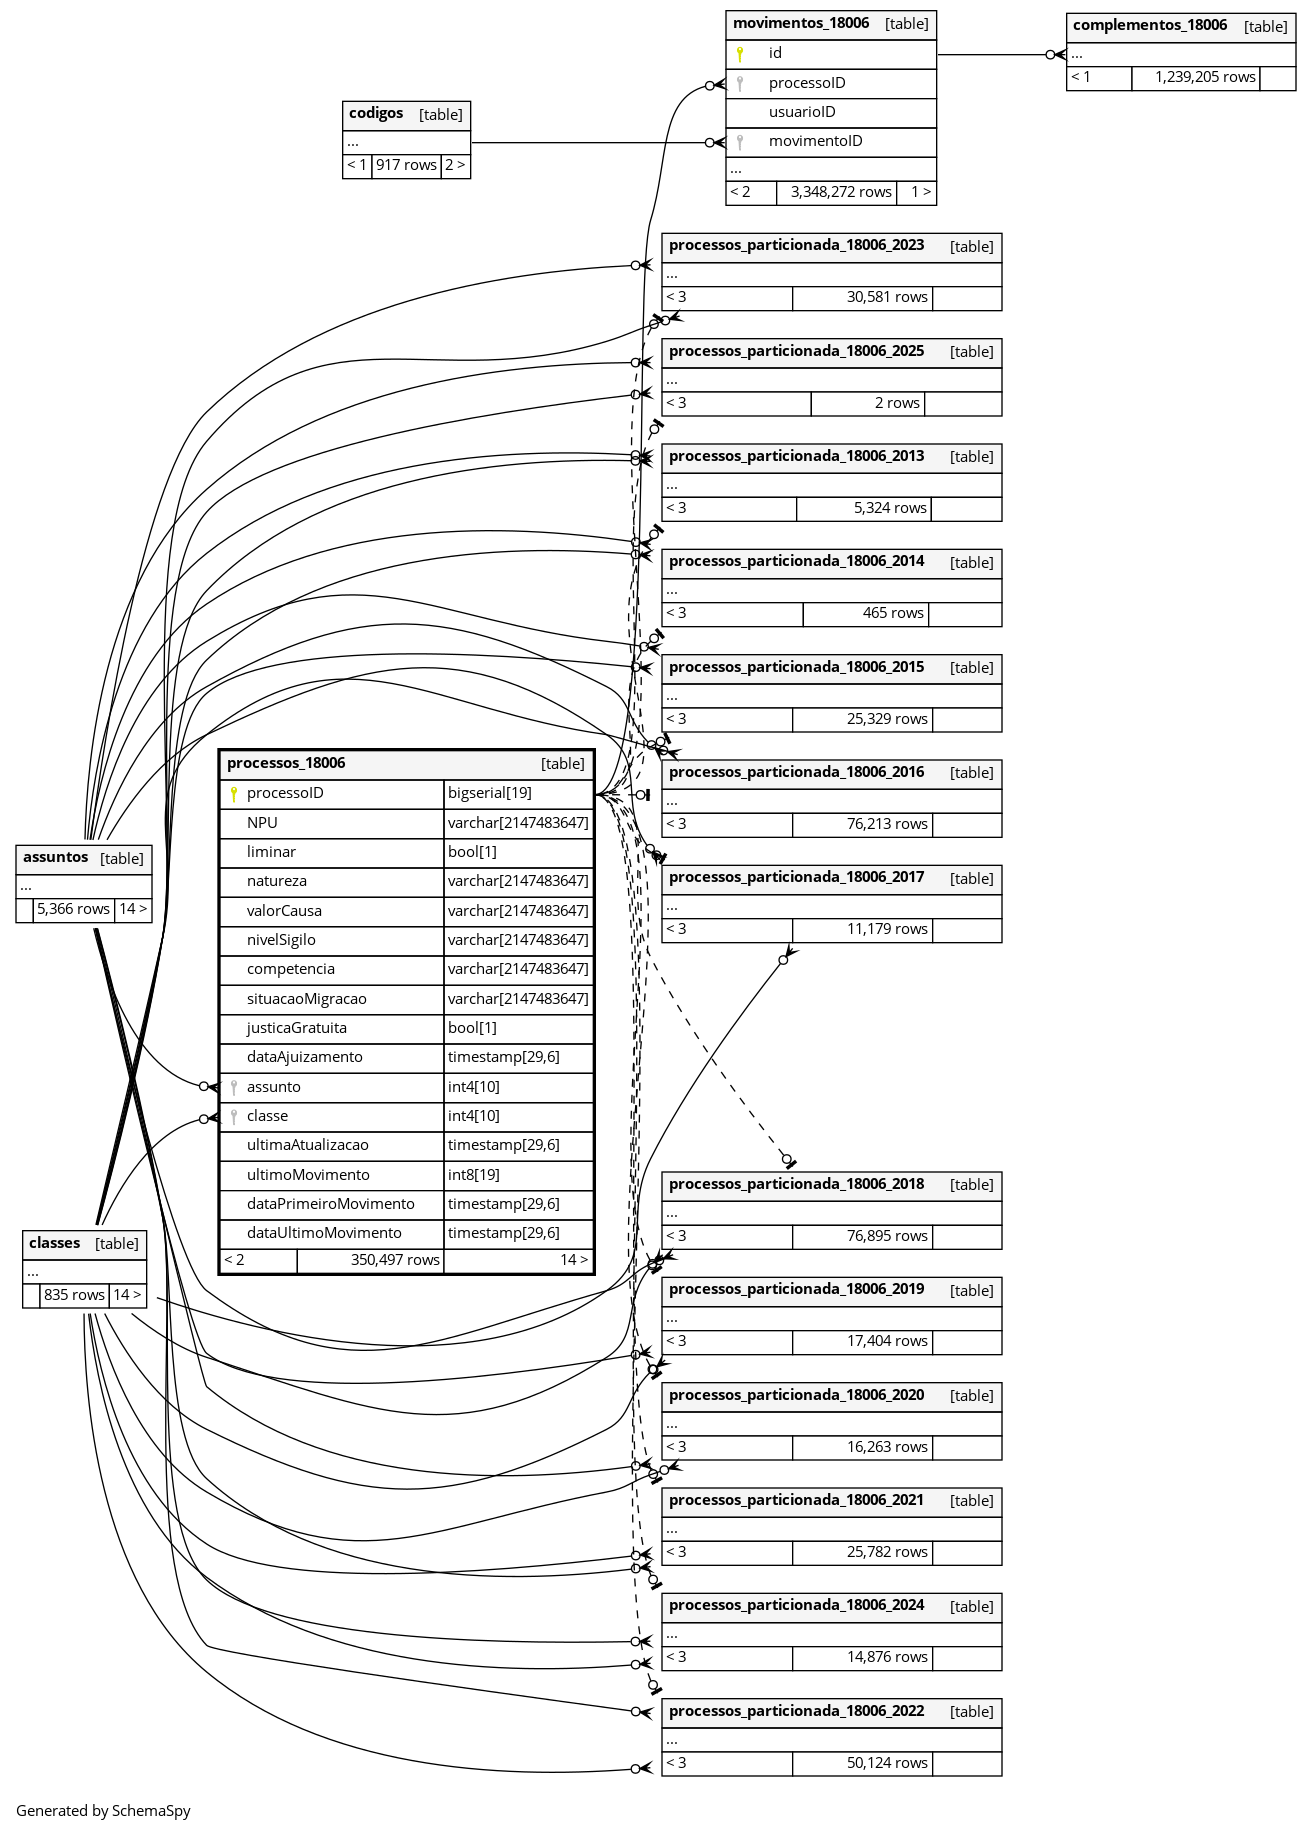 movimentos_18006 [table]
id
processoID
usuarioID
movimentoID
...
< 2 3,348,272 rows 1 >
complementos_18006 [table]
...
< 1 1,239,205 rows
codigos [table]
...
< 1 917 rows 2 >
processos_particionada_18006_2023 [table]
...
< 3 30,581 rows
processos_particionada_18006_2025 [table]
...
< 3 2 rows
processos_particionada_18006_2013 [table]
...
< 3 5,324 rows
processos_particionada_18006_2014 [table]
...
< 3 465 rows
processos_particionada_18006_2015 [table]
...
< 3 25,329 rows
processos_particionada_18006_2016 [table]
...
< 3 76,213 rows
processos_particionada_18006_2017 [table]
...
< 3 11,179 rows
processos_18006 [table]
processoID bigserial[19]
NPU varchar[2147483647]
liminar bool[1]
natureza varchar[2147483647]
valorCausa varchar[2147483647]
nivelSigilo varchar[2147483647]
competencia varchar[2147483647]
situacaoMigracao varchar[2147483647]
justicaGratuita bool[1]
dataAjuizamento timestamp[29,6]
assunto int4[10]
classe int4[10]
ultimaAtualizacao timestamp[29,6]
ultimoMovimento int8[19]
dataPrimeiroMovimento timestamp[29,6]
dataUltimoMovimento timestamp[29,6]
< 2 350,497 rows 14 >
assuntos [table]
...
5,366 rows 14 >
classes [table]
...
835 rows 14 >
processos_particionada_18006_2018 [table]
...
< 3 76,895 rows
processos_particionada_18006_2019 [table]
...
< 3 17,404 rows
processos_particionada_18006_2020 [table]
...
< 3 16,263 rows
processos_particionada_18006_2021 [table]
...
< 3 25,782 rows
processos_particionada_18006_2024 [table]
...
< 3 14,876 rows
processos_particionada_18006_2022 [table]
...
< 3 50,124 rows
Generated by SchemaSpy